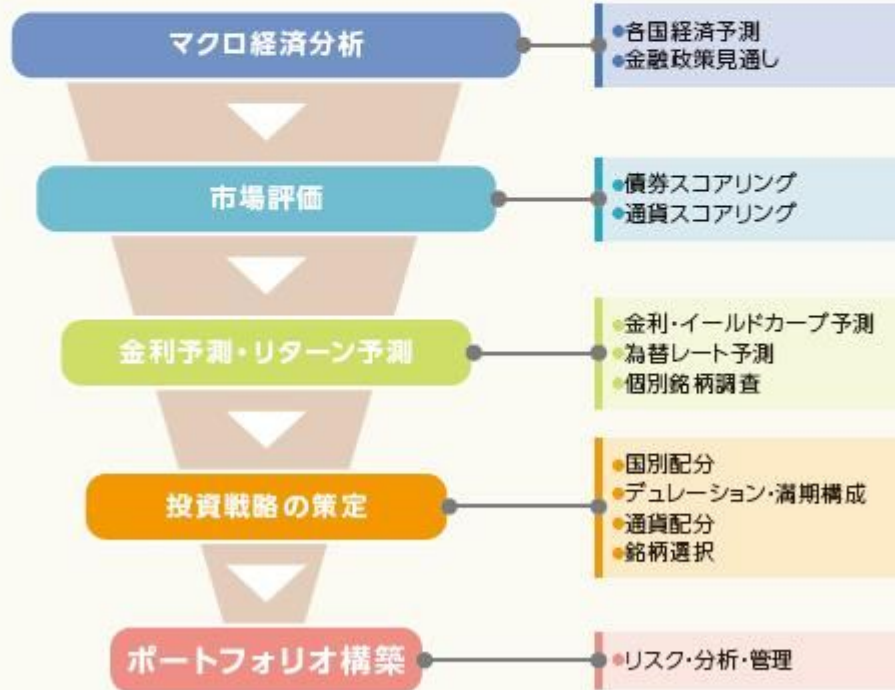 マクロ経済分析
●各国経済予測
●金融政策見通し
市場評価
●債券スコアリング
●通貨スコアリング
金利予測・リターン予測
●金利・イールドカーブ予測
●為替レート予測
●個別銘柄調査
投資戦略の策定
●国別配分
●デュレーション・満期構成
●通貨配分
●銘柄選択
ポートフォリオ構築
●リスク・分析・管理